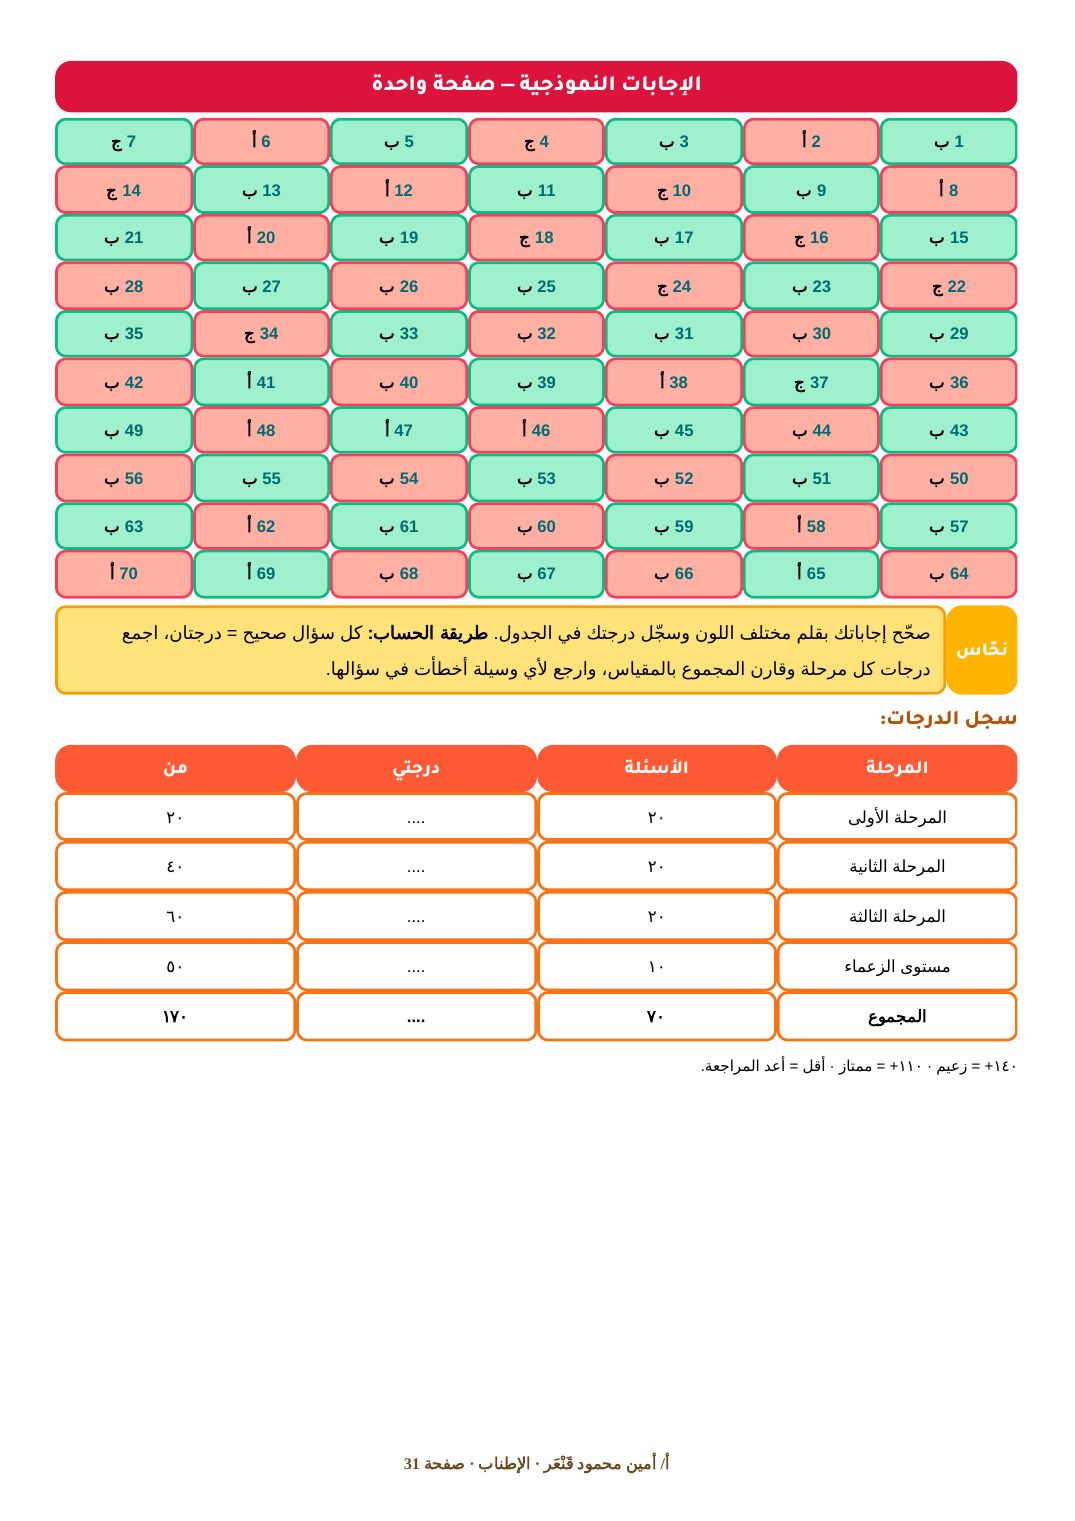 الإجابات النموذجية – صفحة واحدة
1 ب 2 أ 3 ب 4 ج 5 ب 6 أ 7 ج
8 أ 9 ب 10 ج 11 ب 12 أ 13 ب 14 ج
15 ب 16 ج 17 ب 18 ج 19 ب 20 أ 21 ب
22 ج 23 ب 24 ج 25 ب 26 ب 27 ب 28 ب
29 ب 30 ب 31 ب 32 ب 33 ب 34 ج 35 ب
36 ب 37 ج 38 أ 39 ب 40 ب 41 أ 42 ب
43 ب 44 ب 45 ب 46 أ 47 أ 48 أ 49 ب
50 ب 51 ب 52 ب 53 ب 54 ب 55 ب 56 ب
57 ب 58 أ 59 ب 60 ب 61 ب 62 أ 63 ب
64 ب 65 أ 66 ب 67 ب 68 ب 69 أ 70 أ
نحّاس
صحّح إجاباتك بقلم مختلف اللون وسجّل درجتك في الجدول. طريقة الحساب: كل سؤال صحيح = درجتان، اجمع
درجات كل مرحلة وقارن المجموع بالمقياس، وارجع لأي وسيلة أخطأت في سؤالها.
سجل الدرجات:
المرحلة الأسئلة درجتي من
المرحلة الأولى ٢٠ .... ٢٠
المرحلة الثانية ٢٠ .... ٤٠
المرحلة الثالثة ٢٠ .... ٦٠
مستوى الزعماء ١٠ .... ٥٠
المجموع ٧٠ .... ١٧٠
١٤٠+ = زعيم · ١١٠+ = ممتاز · أقل = أعد المراجعة.
أ/ أمين محمود قَنْعَر · الإطناب · صفحة 31